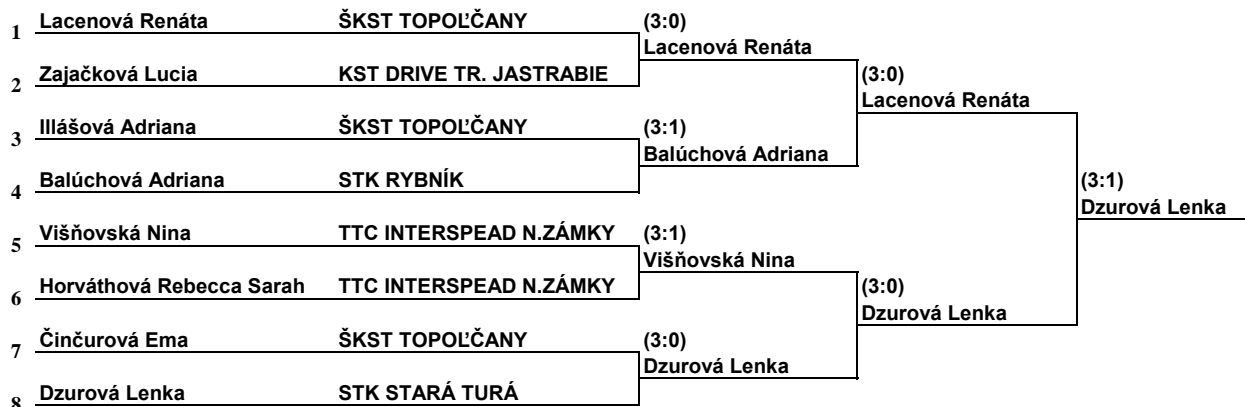 1 Lacenová Renáta ŠKST TOPOĽČANY (3:0)
Lacenová Renáta
2 Zajačková Lucia KST DRIVE TR. JASTRABIE (3:0)
Lacenová Renáta
3 Illášová Adriana ŠKST TOPOĽČANY (3:1)
Balúchová Adriana
4 Balúchová Adriana STK RYBNÍK (3:1)
Dzurová Lenka
5 Višňovská Nina TTC INTERSPEAD N.ZÁMKY (3:1)
Višňovská Nina
6 Horváthová Rebecca Sarah TTC INTERSPEAD N.ZÁMKY (3:0)
Dzurová Lenka
7 Činčurová Ema ŠKST TOPOĽČANY (3:0)
Dzurová Lenka
8 Dzurová Lenka STK STARÁ TURÁ